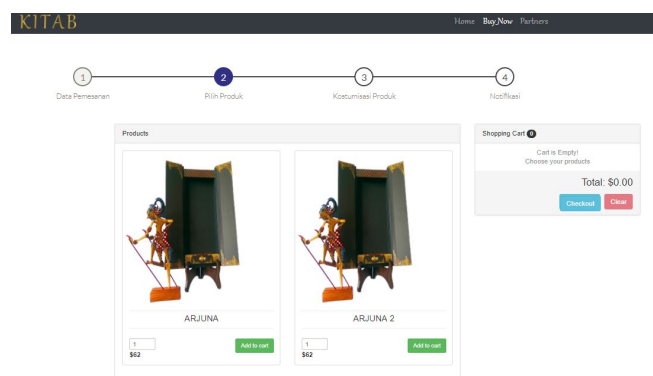 KITAB
Home Buy Now Partners
1 2 3 4
Data Pemesanan Pilih Produk Kostumisasi Produk Notifikasi
Products
ARJUNA
1 Add to cart
$62
ARJUNA 2
1 Add to cart
$62
Shopping Cart 0
Cart is Empty!
Choose your products
Total: $0.00
Checkout Clear